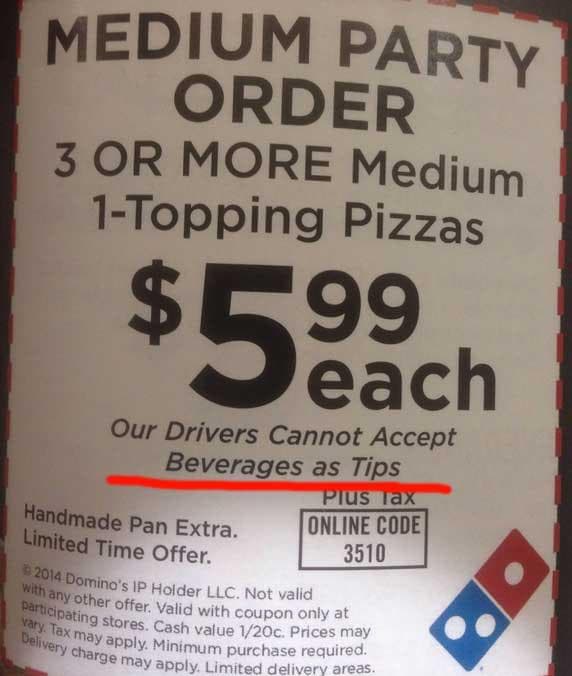 MEDIUM PARTY
ORDER
3 OR MORE Medium
1-Topping Pizzas
$5.99
each
Our Drivers Cannot Accept
Beverages as Tips
Plus Tax
Handmade Pan Extra.
Limited Time Offer.
ONLINE CODE
3510
© 2014 Domino's IP Holder LLC. Not valid
with any other offer. Valid with coupon only at
participating stores. Cash value 1/20c. Prices may
vary. Tax may apply. Minimum purchase required.
Delivery charge may apply. Limited delivery areas.